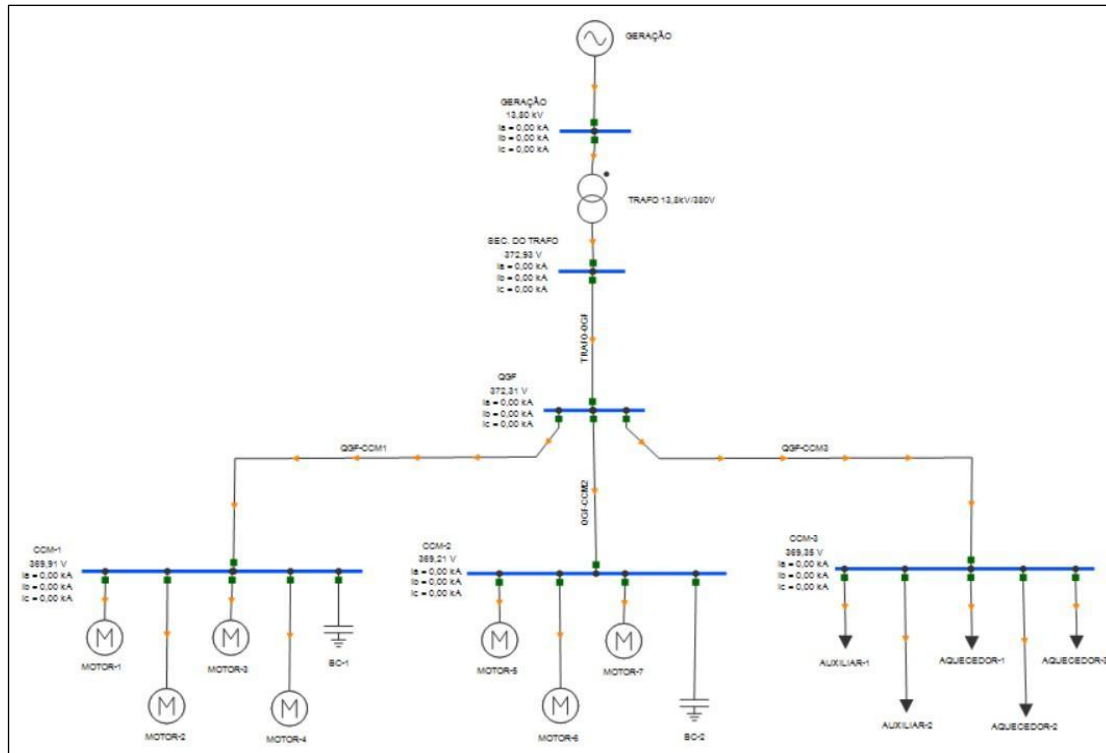 GERAÇÃO
GERAÇÃO
13,80 kV
Ia = 0,00 kA
Ib = 0,00 kA
Ic = 0,00 kA
TRAFO 13,8kV/380V
SEC. DO TRAFO
372,93 V
Ia = 0,00 kA
Ib = 0,00 kA
Ic = 0,00 kA
TRAFO-QGF
QGF
372,31 V
Ia = 0,00 kA
Ib = 0,00 kA
Ic = 0,00 kA
QGF-CCM1
QGF-CCM2
QGF-CCM3
CCM-1
369,91 V
Ia = 0,00 kA
Ib = 0,00 kA
Ic = 0,00 kA
M
MOTOR-1
M
MOTOR-2
M
MOTOR-3
M
MOTOR-4
BC-1
CCM-2
369,21 V
Ia = 0,00 kA
Ib = 0,00 kA
Ic = 0,00 kA
M
MOTOR-5
M
MOTOR-6
M
MOTOR-7
BC-2
CCM-3
369,35 V
Ia = 0,00 kA
Ib = 0,00 kA
Ic = 0,00 kA
AUXILIAR-1
AUXILIAR-2
AQUECEDOR-1
AQUECEDOR-2
AQUECEDOR-3